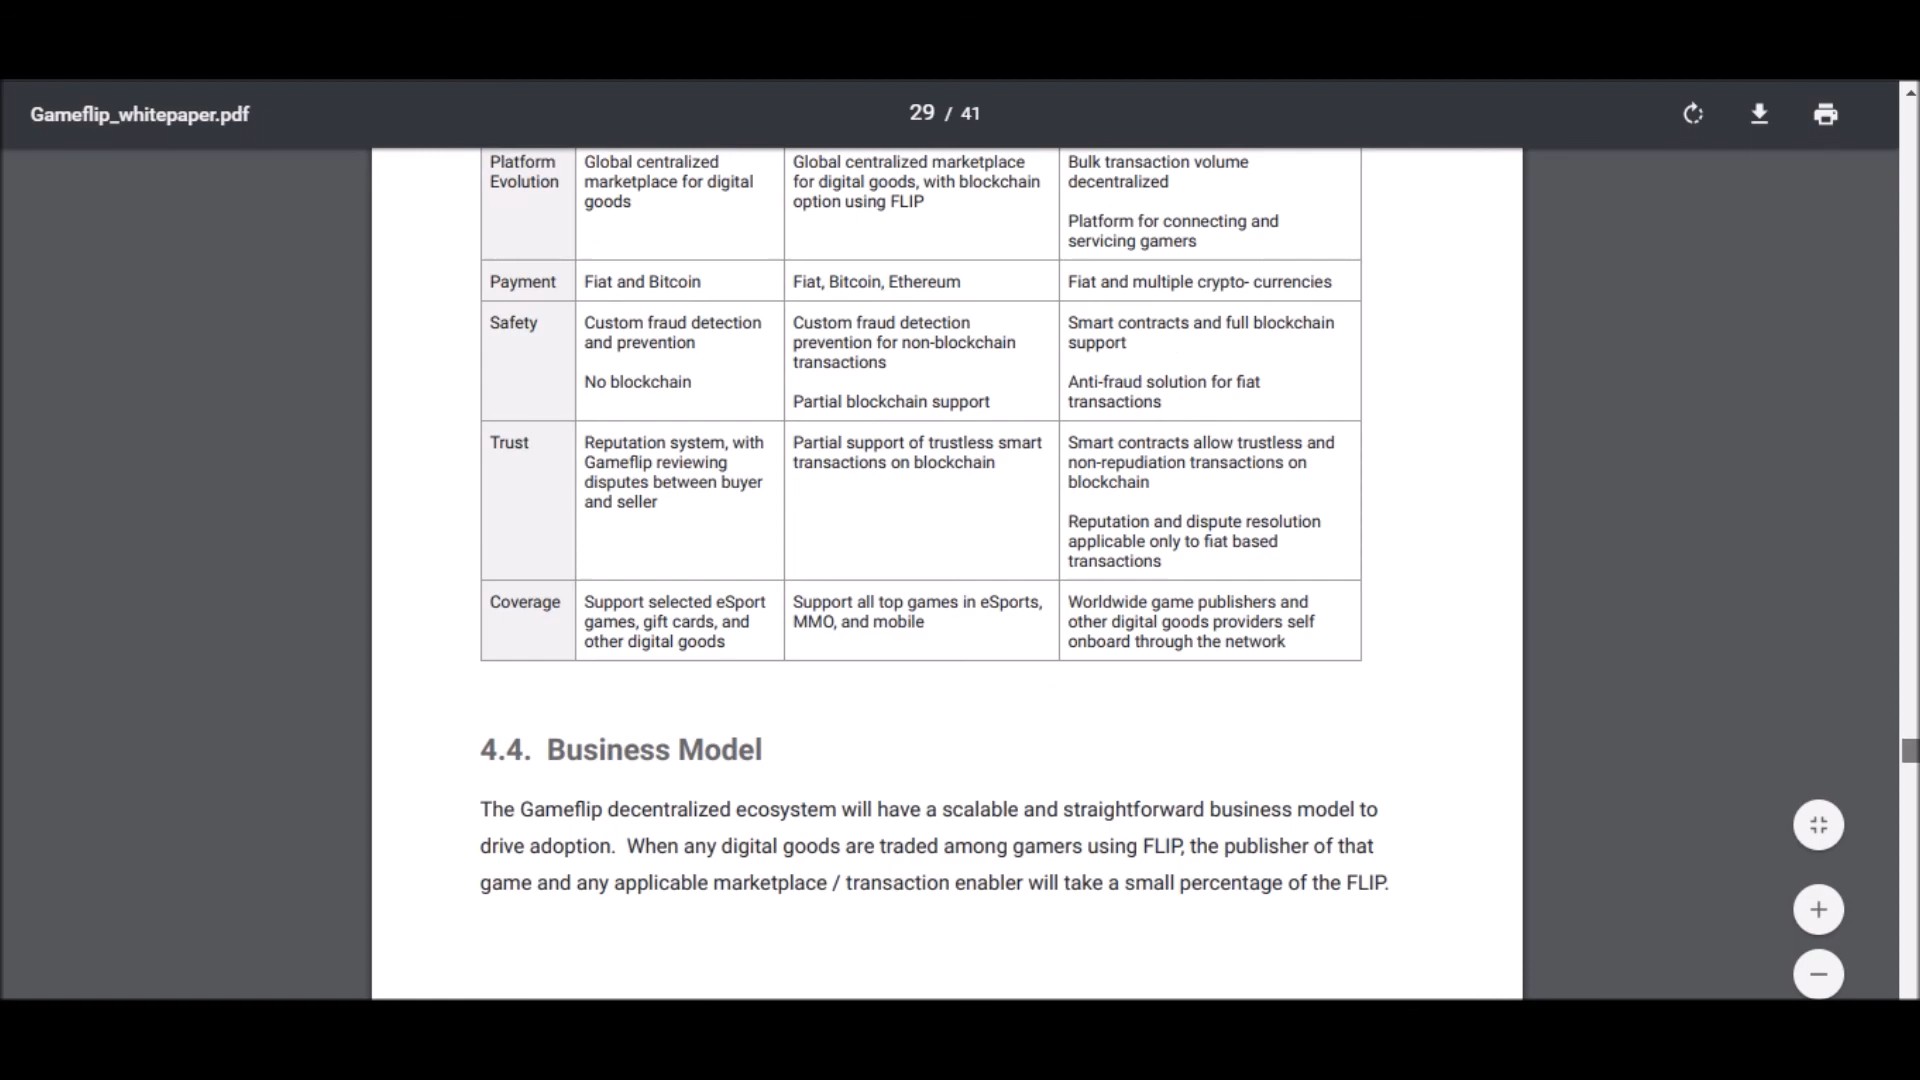 Gameflip_whitepaper.pdf
29 / 41
Platform
Evolution
Global centralized
marketplace for digital
goods
Global centralized marketplace
for digital goods, with blockchain
option using FLIP
Bulk transaction volume
decentralized
Platform for connecting and
servicing gamers
Payment
Fiat and Bitcoin
Fiat, Bitcoin, Ethereum
Fiat and multiple crypto- currencies
Safety
Custom fraud detection
and prevention
No blockchain
Custom fraud detection
prevention for non-blockchain
transactions
Partial blockchain support
Smart contracts and full blockchain
support
Anti-fraud solution for fiat
transactions
Trust
Reputation system, with
Gameflip reviewing
disputes between buyer
and seller
Partial support of trustless smart
transactions on blockchain
Smart contracts allow trustless and
non-repudiation transactions on
blockchain
Reputation and dispute resolution
applicable only to fiat based
transactions
Coverage
Support selected eSport
games, gift cards, and
other digital goods
Support all top games in eSports,
MMO, and mobile
Worldwide game publishers and
other digital goods providers self
onboard through the network
4.4. Business Model
The Gameflip decentralized ecosystem will have a scalable and straightforward business model to
drive adoption. When any digital goods are traded among gamers using FLIP, the publisher of that
game and any applicable marketplace / transaction enabler will take a small percentage of the FLIP.